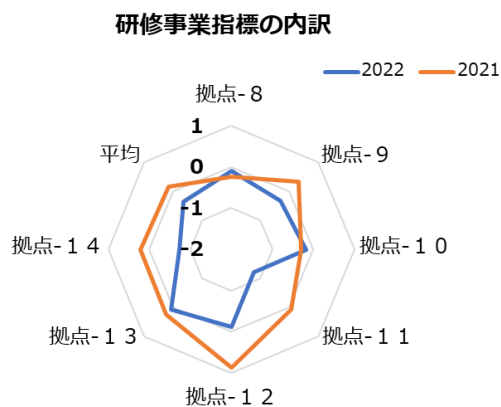 研修事業指標の内訳
2022 2021
拠点-８
1
平均
0
拠点-９
-1
拠点-１４
-2
拠点-１０
拠点-１３
拠点-１１
拠点-１２